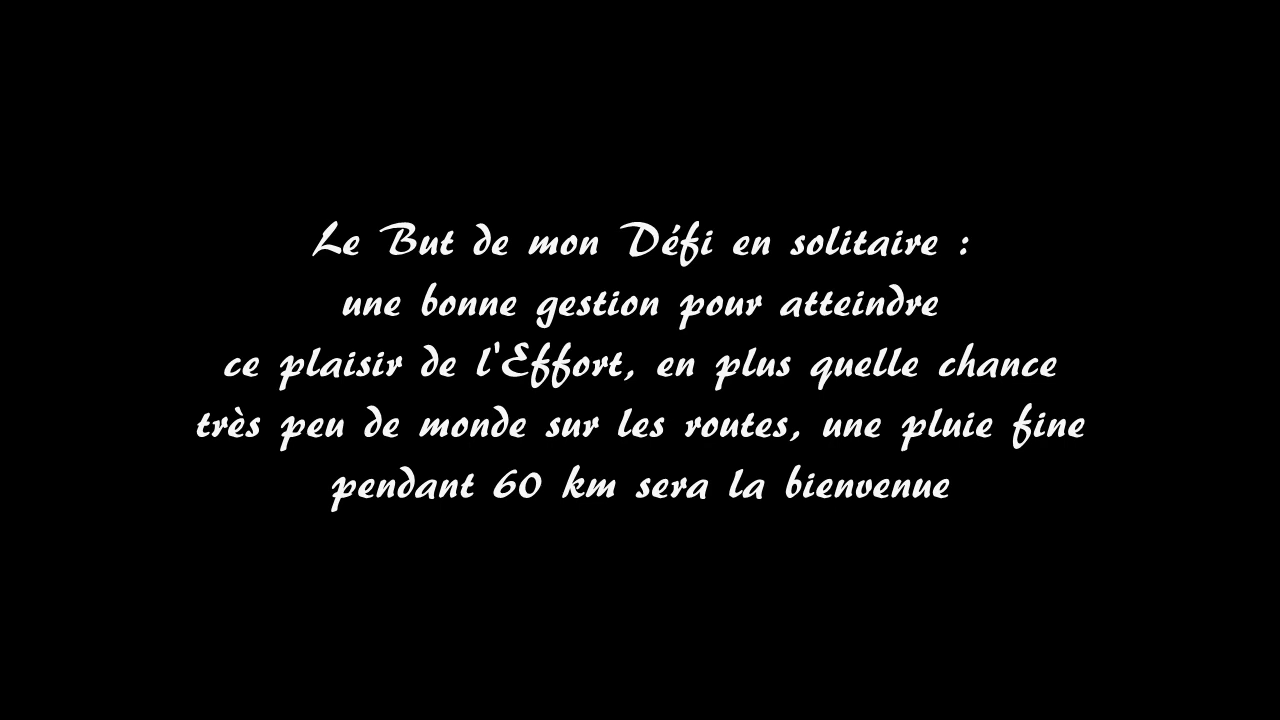 Le But de mon Défi en solitaire :
une bonne gestion pour atteindre
ce plaisir de l'Effort, en plus quelle chance
très peu de monde sur les routes, une pluie fine
pendant 60 km sera la bienvenue